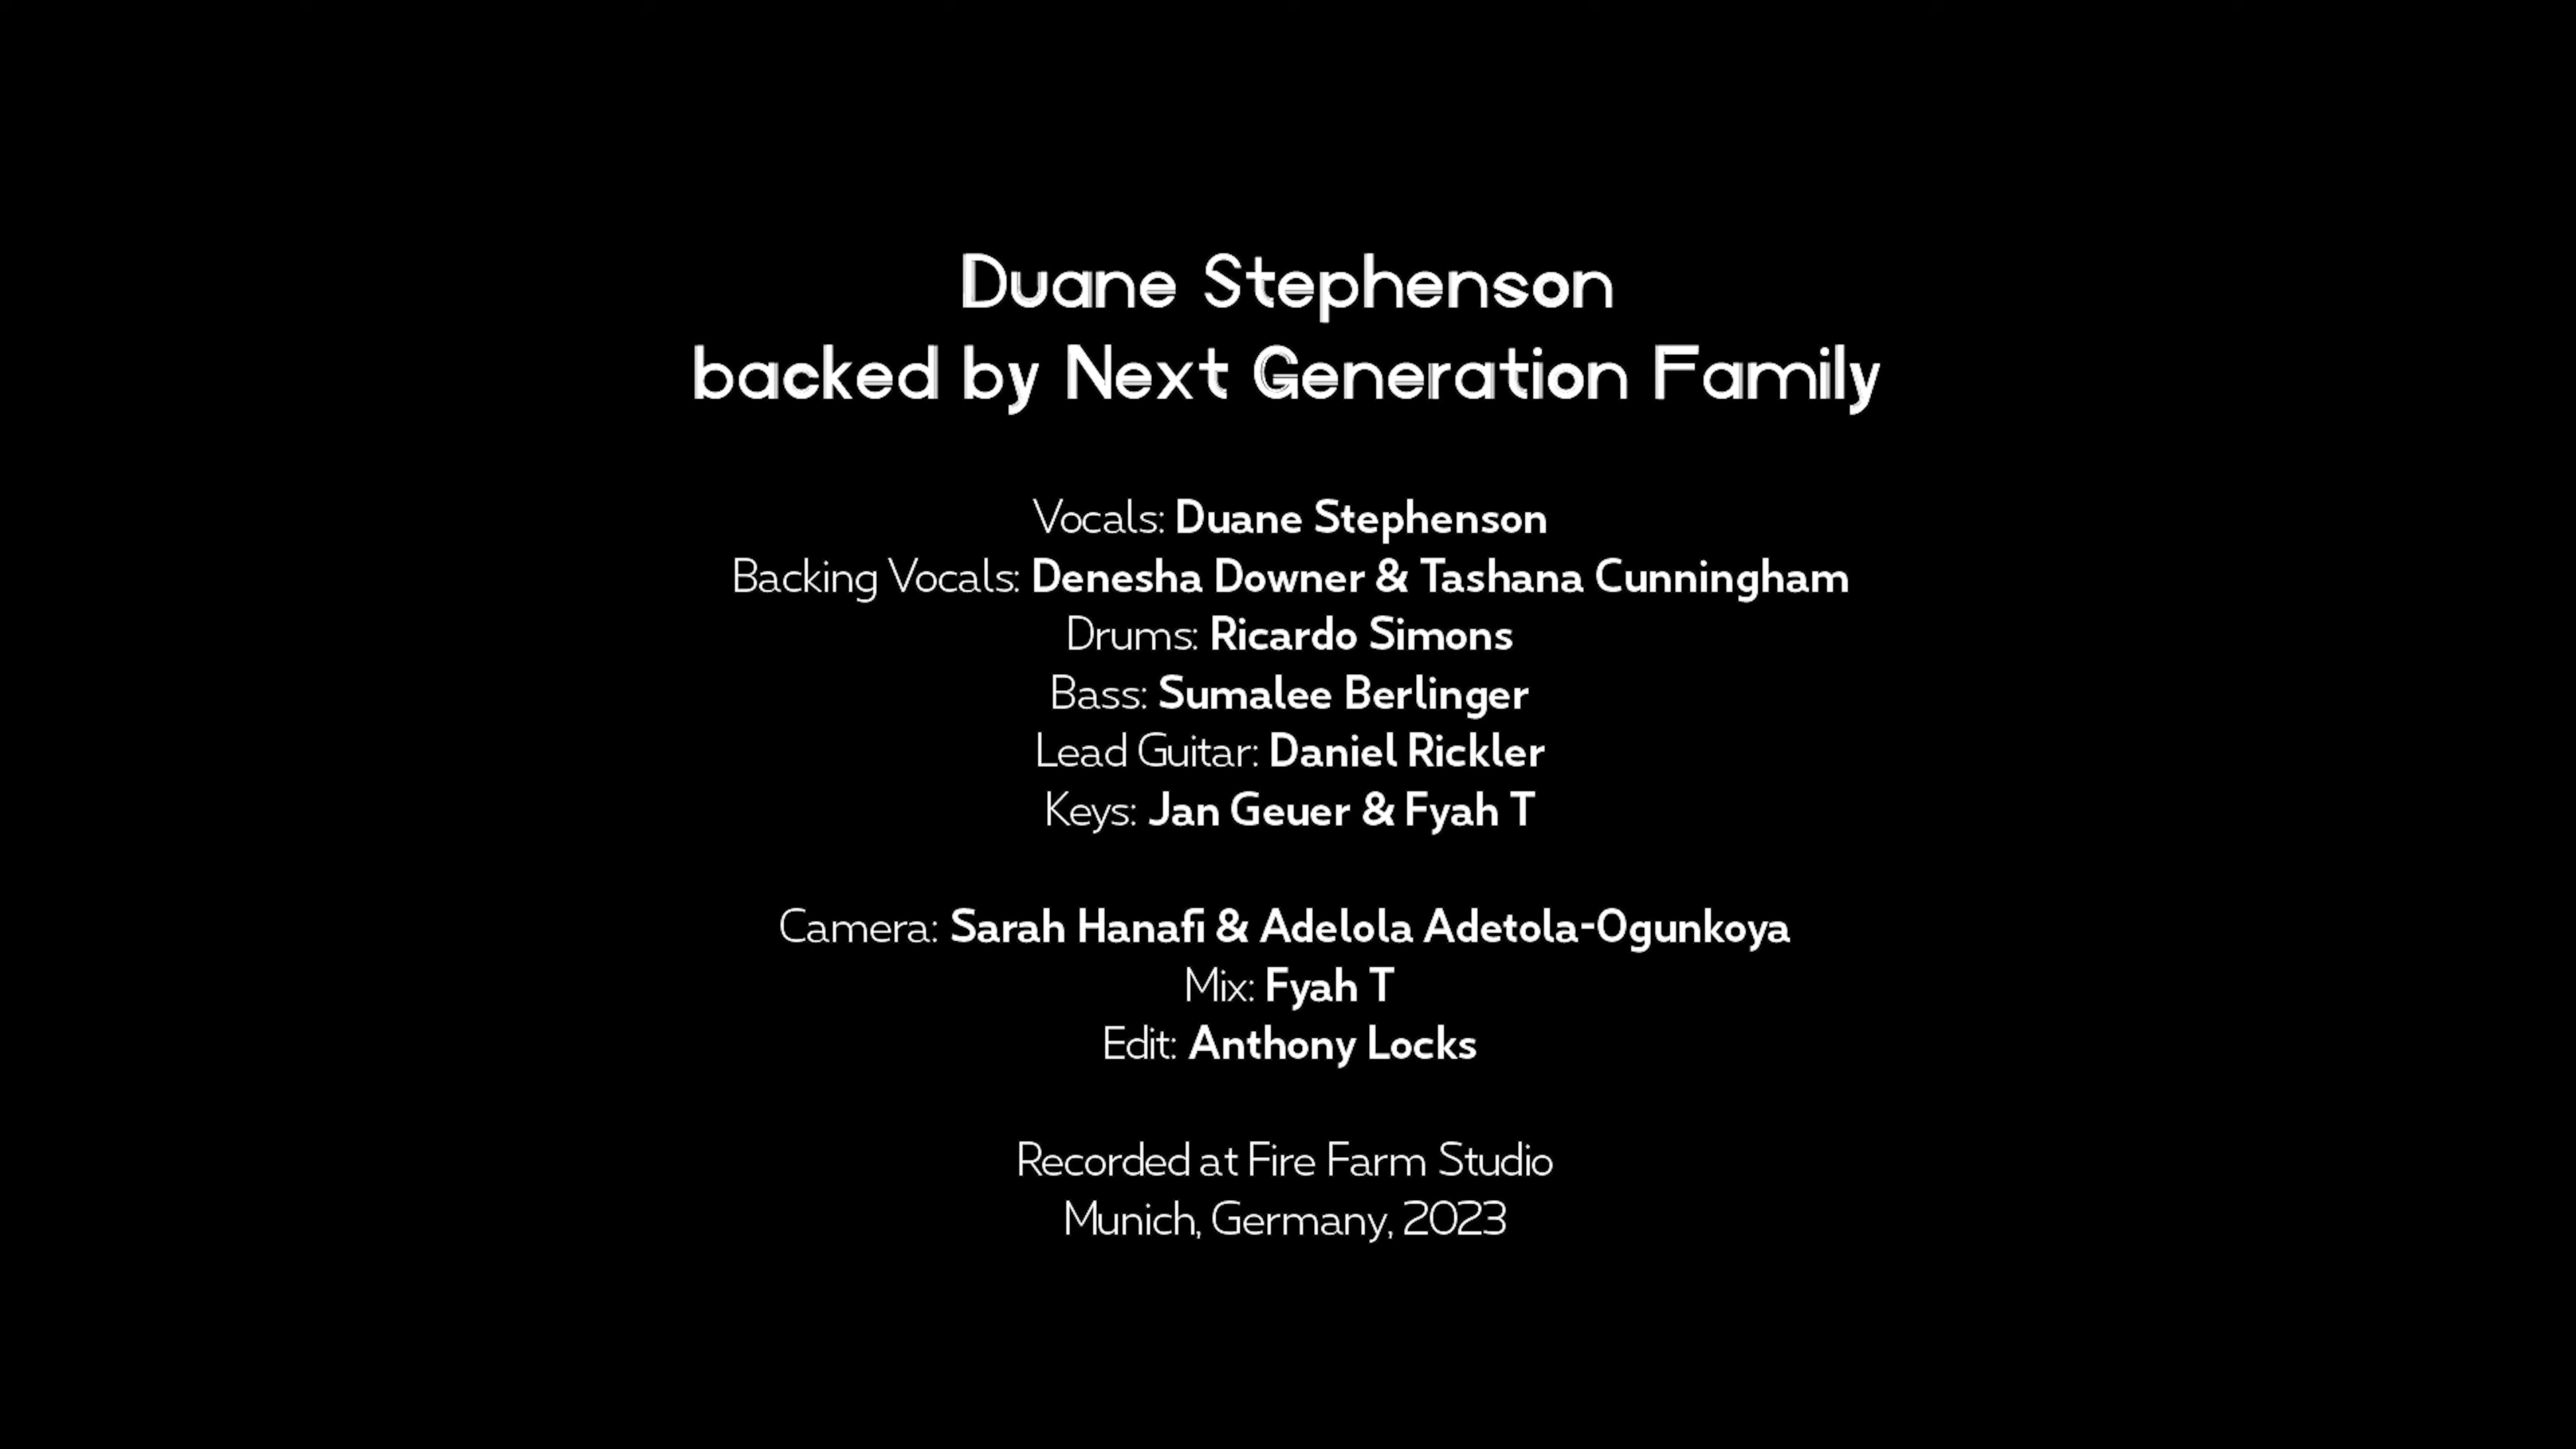 Duane Stephenson
backed by Next Generation Family
Vocals: Duane Stephenson
Backing Vocals: Denesha Downer & Tashana Cunningham
Drums: Ricardo Simons
Bass: Sumalee Berlinger
Lead Guitar: Daniel Rickler
Keys: Jan Geuer & Fyah T
Camera: Sarah Hanafi & Adelola Adetola-Ogunkoya
Mix: Fyah T
Edit: Anthony Locks
Recorded at Fire Farm Studio
Munich, Germany, 2023